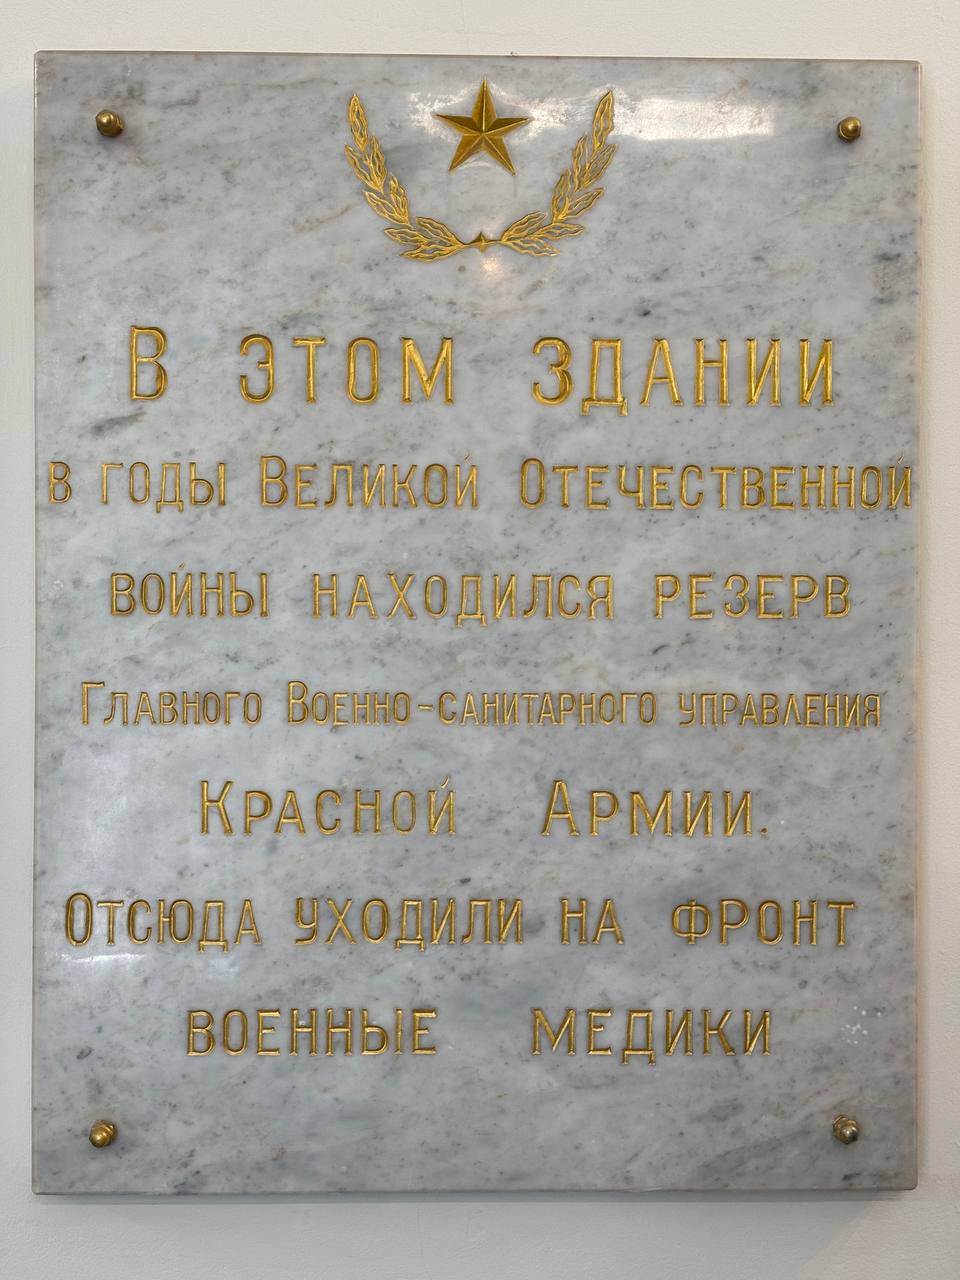 В ЭТОМ ЗДАНИИ
В ГОДЫ ВЕЛИКОЙ ОТЕЧЕСТВЕННОЙ
ВОЙНЫ НАХОДИЛСЯ РЕЗЕРВ
ГЛАВНОГО ВОЕННО-САНИТАРНОГО УПРАВЛЕНИЯ
КРАСНОЙ АРМИИ.
ОТСЮДА УХОДИЛИ НА ФРОНТ
ВОЕННЫЕ МЕДИКИ